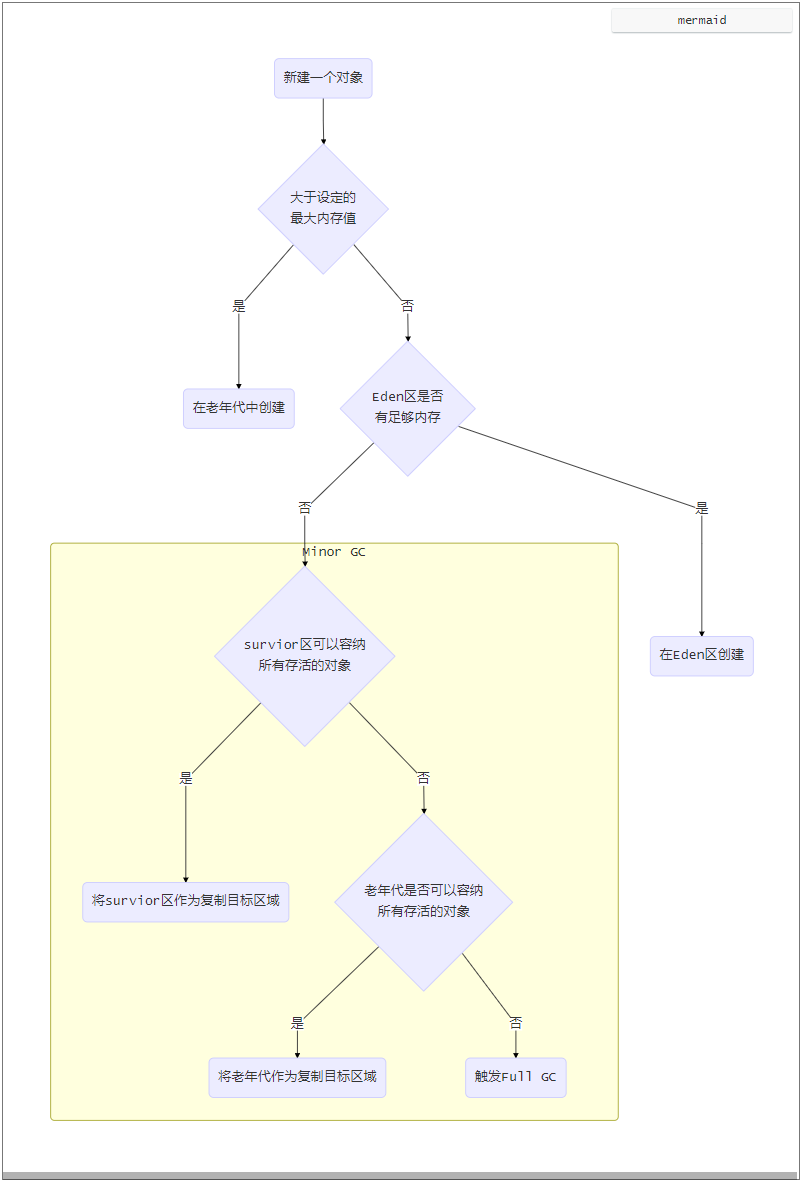 mermaid
新建一个对象
大于设定的
最大内存值
是
否
在老年代中创建
Eden区是否
有足够内存
否
是
Minor GC
survior区可以容纳
所有存活的对象
在Eden区创建
是
否
将survior区作为复制目标区域
老年代是否可以容纳
所有存活的对象
是
否
将老年代作为复制目标区域
触发Full GC